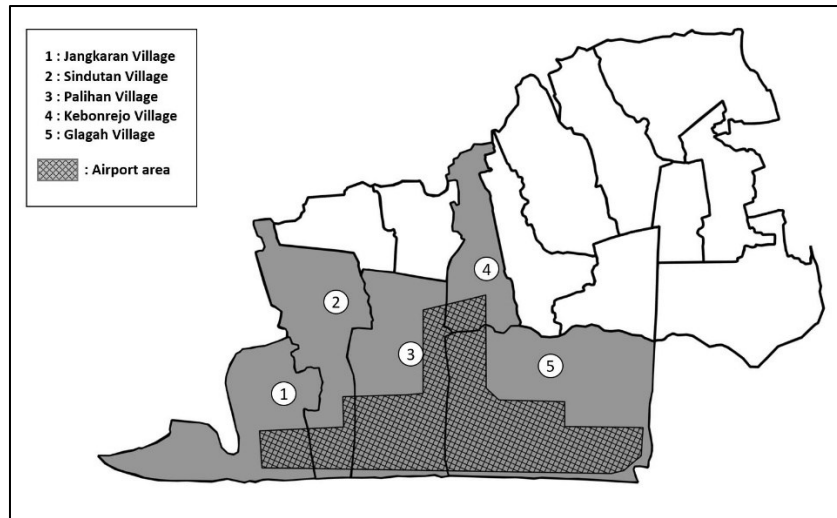 1 : Jangkaran Village
2 : Sindutan Village
3 : Palihan Village
4 : Kebonrejo Village
5 : Glagah Village
: Airport area
4
2
3
5
1